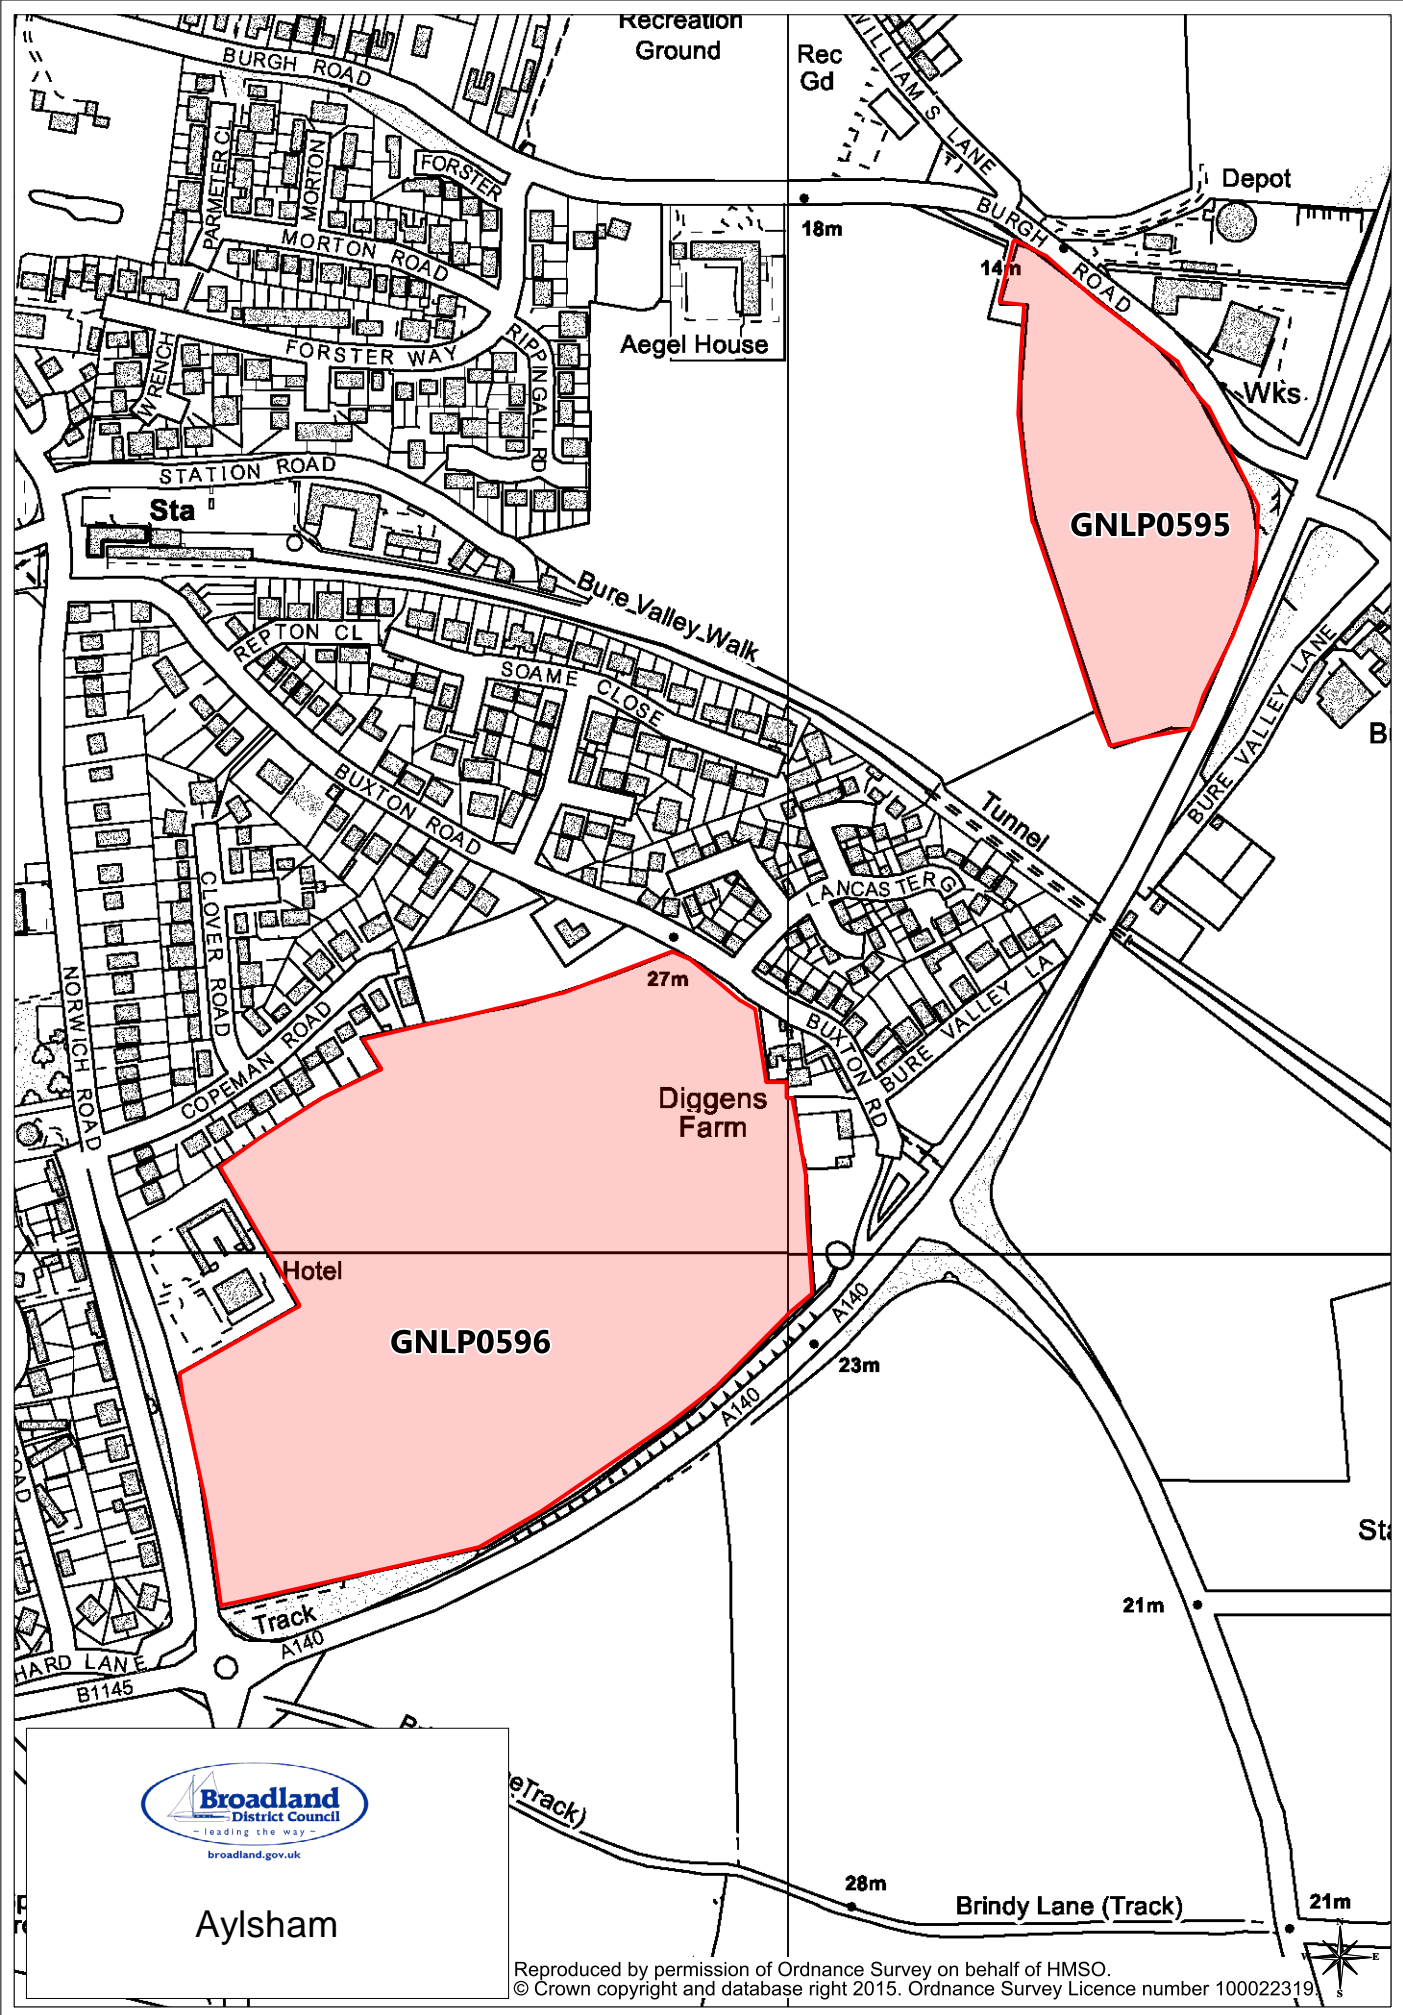 Recreation
Ground
Rec
Gd
WILLIAM S LANE
BURGH ROAD
PARMETER CL
MORTON
FORSTER
MORTON ROAD
Depot
18m
BURGH
ROAD
14m
Aegel House
FORSTER WAY
WRENCH
RIPPINGALL RD
Wks
STATION ROAD
Sta
GNLP0595
Bure Valley Walk
REPTON CL
SOAME CLOSE
BURE VALLEY LANE
BUXTON ROAD
Tunnel
LANCASTER G
CLOVER ROAD
NORWICH ROAD
27m
COPEMAN ROAD
BUXTON RD
BURE VALLEY LA
Diggens
Farm
Hotel
GNLP0596
A140
23m
A140
21m
Track
A140
HARD LANE
B1145
eTrack)
28m
Brindy Lane (Track)
21m
N
W
E
S
Broadland
District Council
~ leading the way ~
broadland.gov.uk
Aylsham
Reproduced by permission of Ordnance Survey on behalf of HMSO.
© Crown copyright and database right 2015. Ordnance Survey Licence number 100022319.